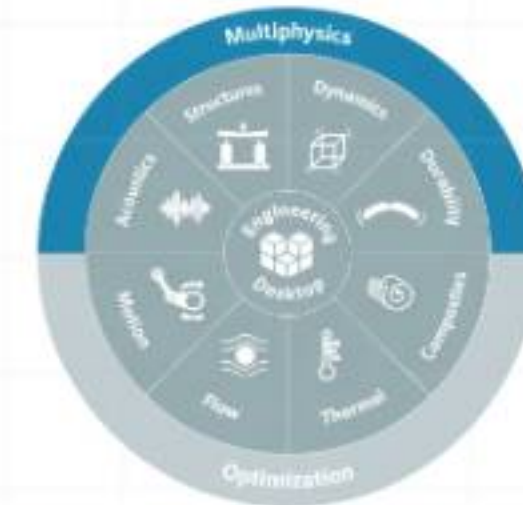 Multiphysics
Structures
Dynamics
Acoustics
Durability
Engineering
Desktop
Motion
Composites
Flow
Thermal
Optimization